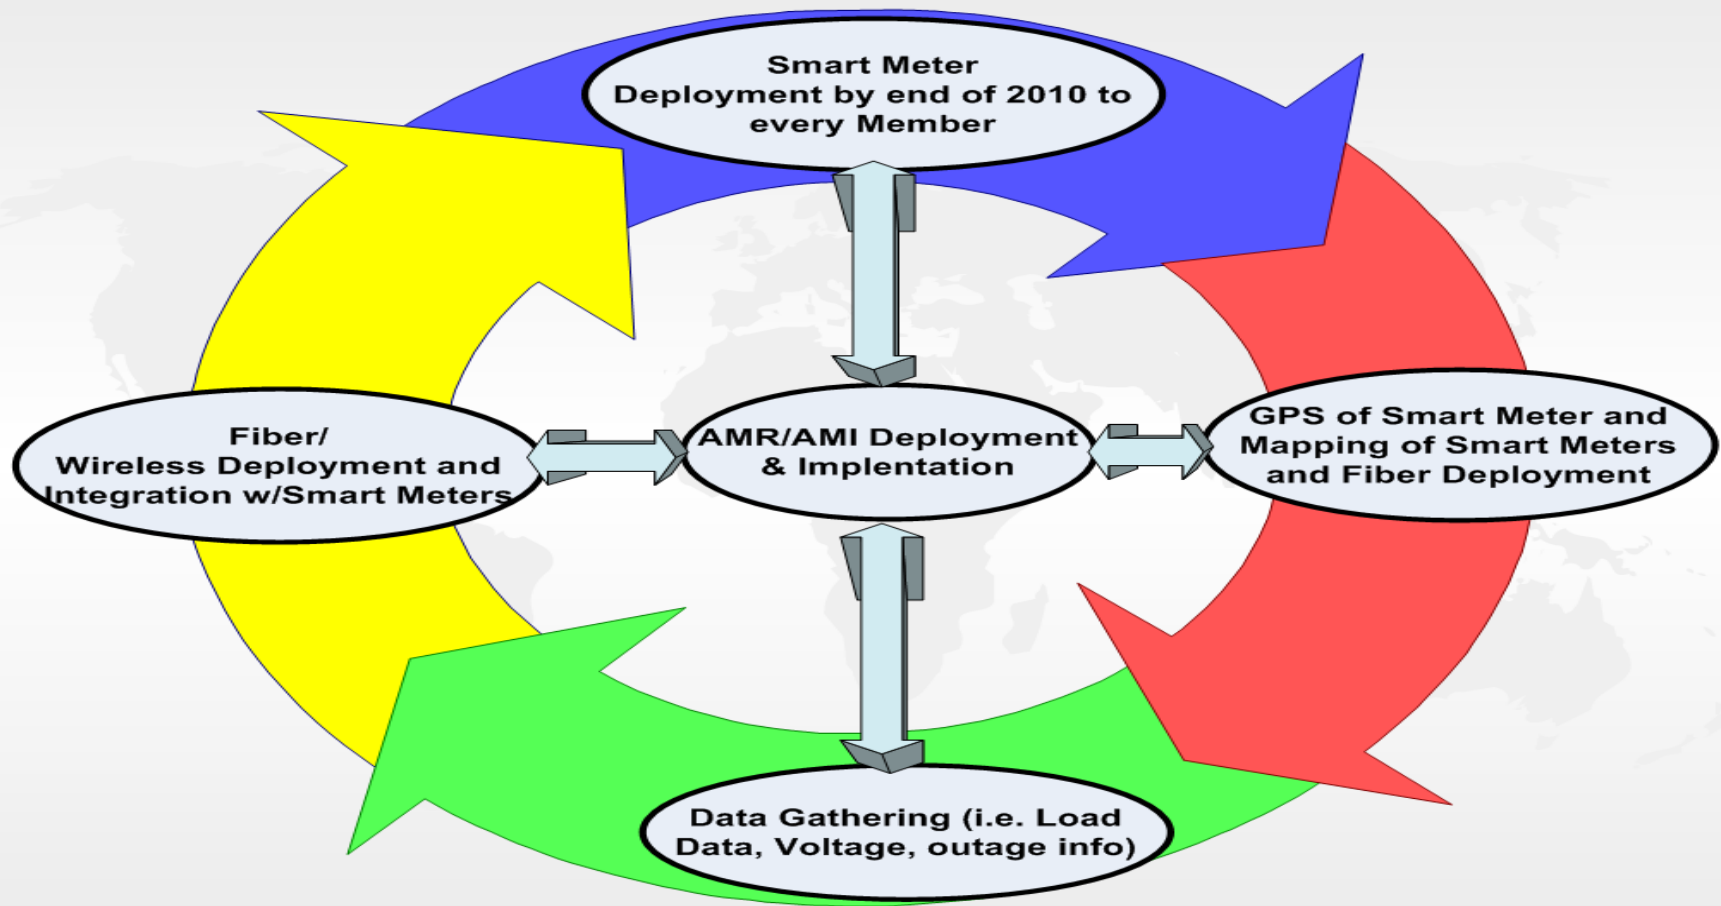 Smart Meter
Deployment by end of 2010 to
every Member
Fiber/
Wireless Deployment and
Integration w/Smart Meters
AMR/AMI Deployment
& Implentation
GPS of Smart Meter and
Mapping of Smart Meters
and Fiber Deployment
Data Gathering (i.e. Load
Data, Voltage, outage info)